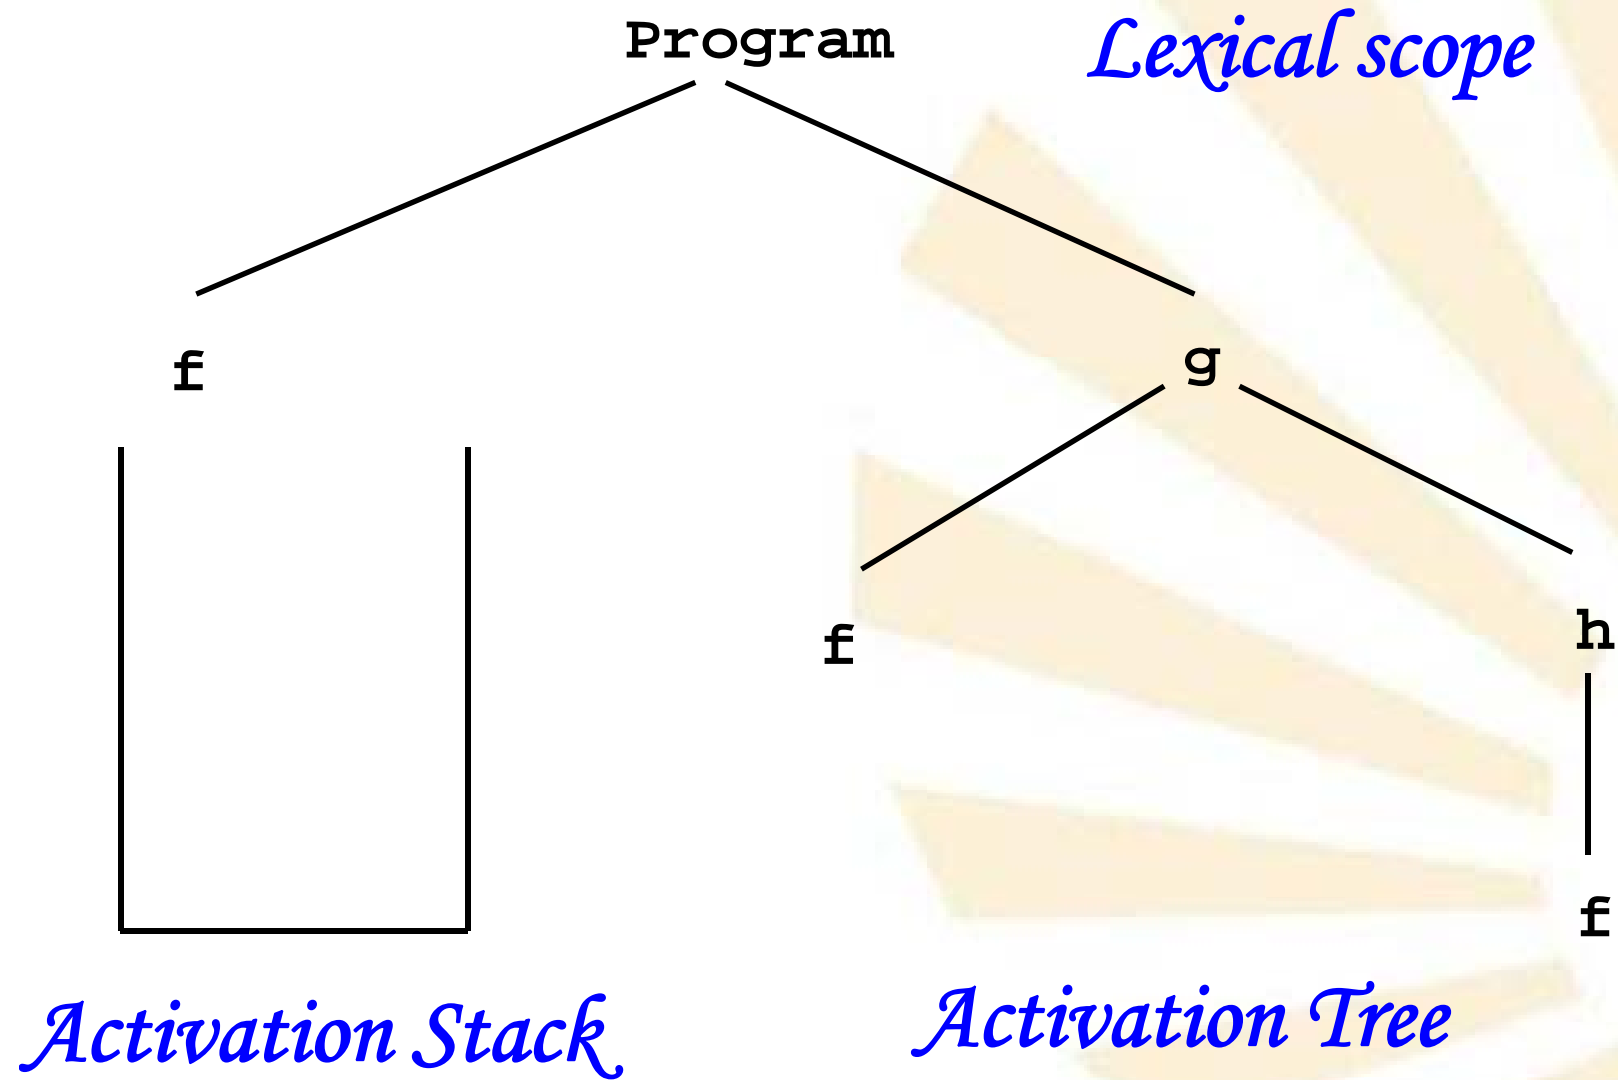 Program
Lexical scope
f
g
f
h
f
Activation Stack
Activation Tree